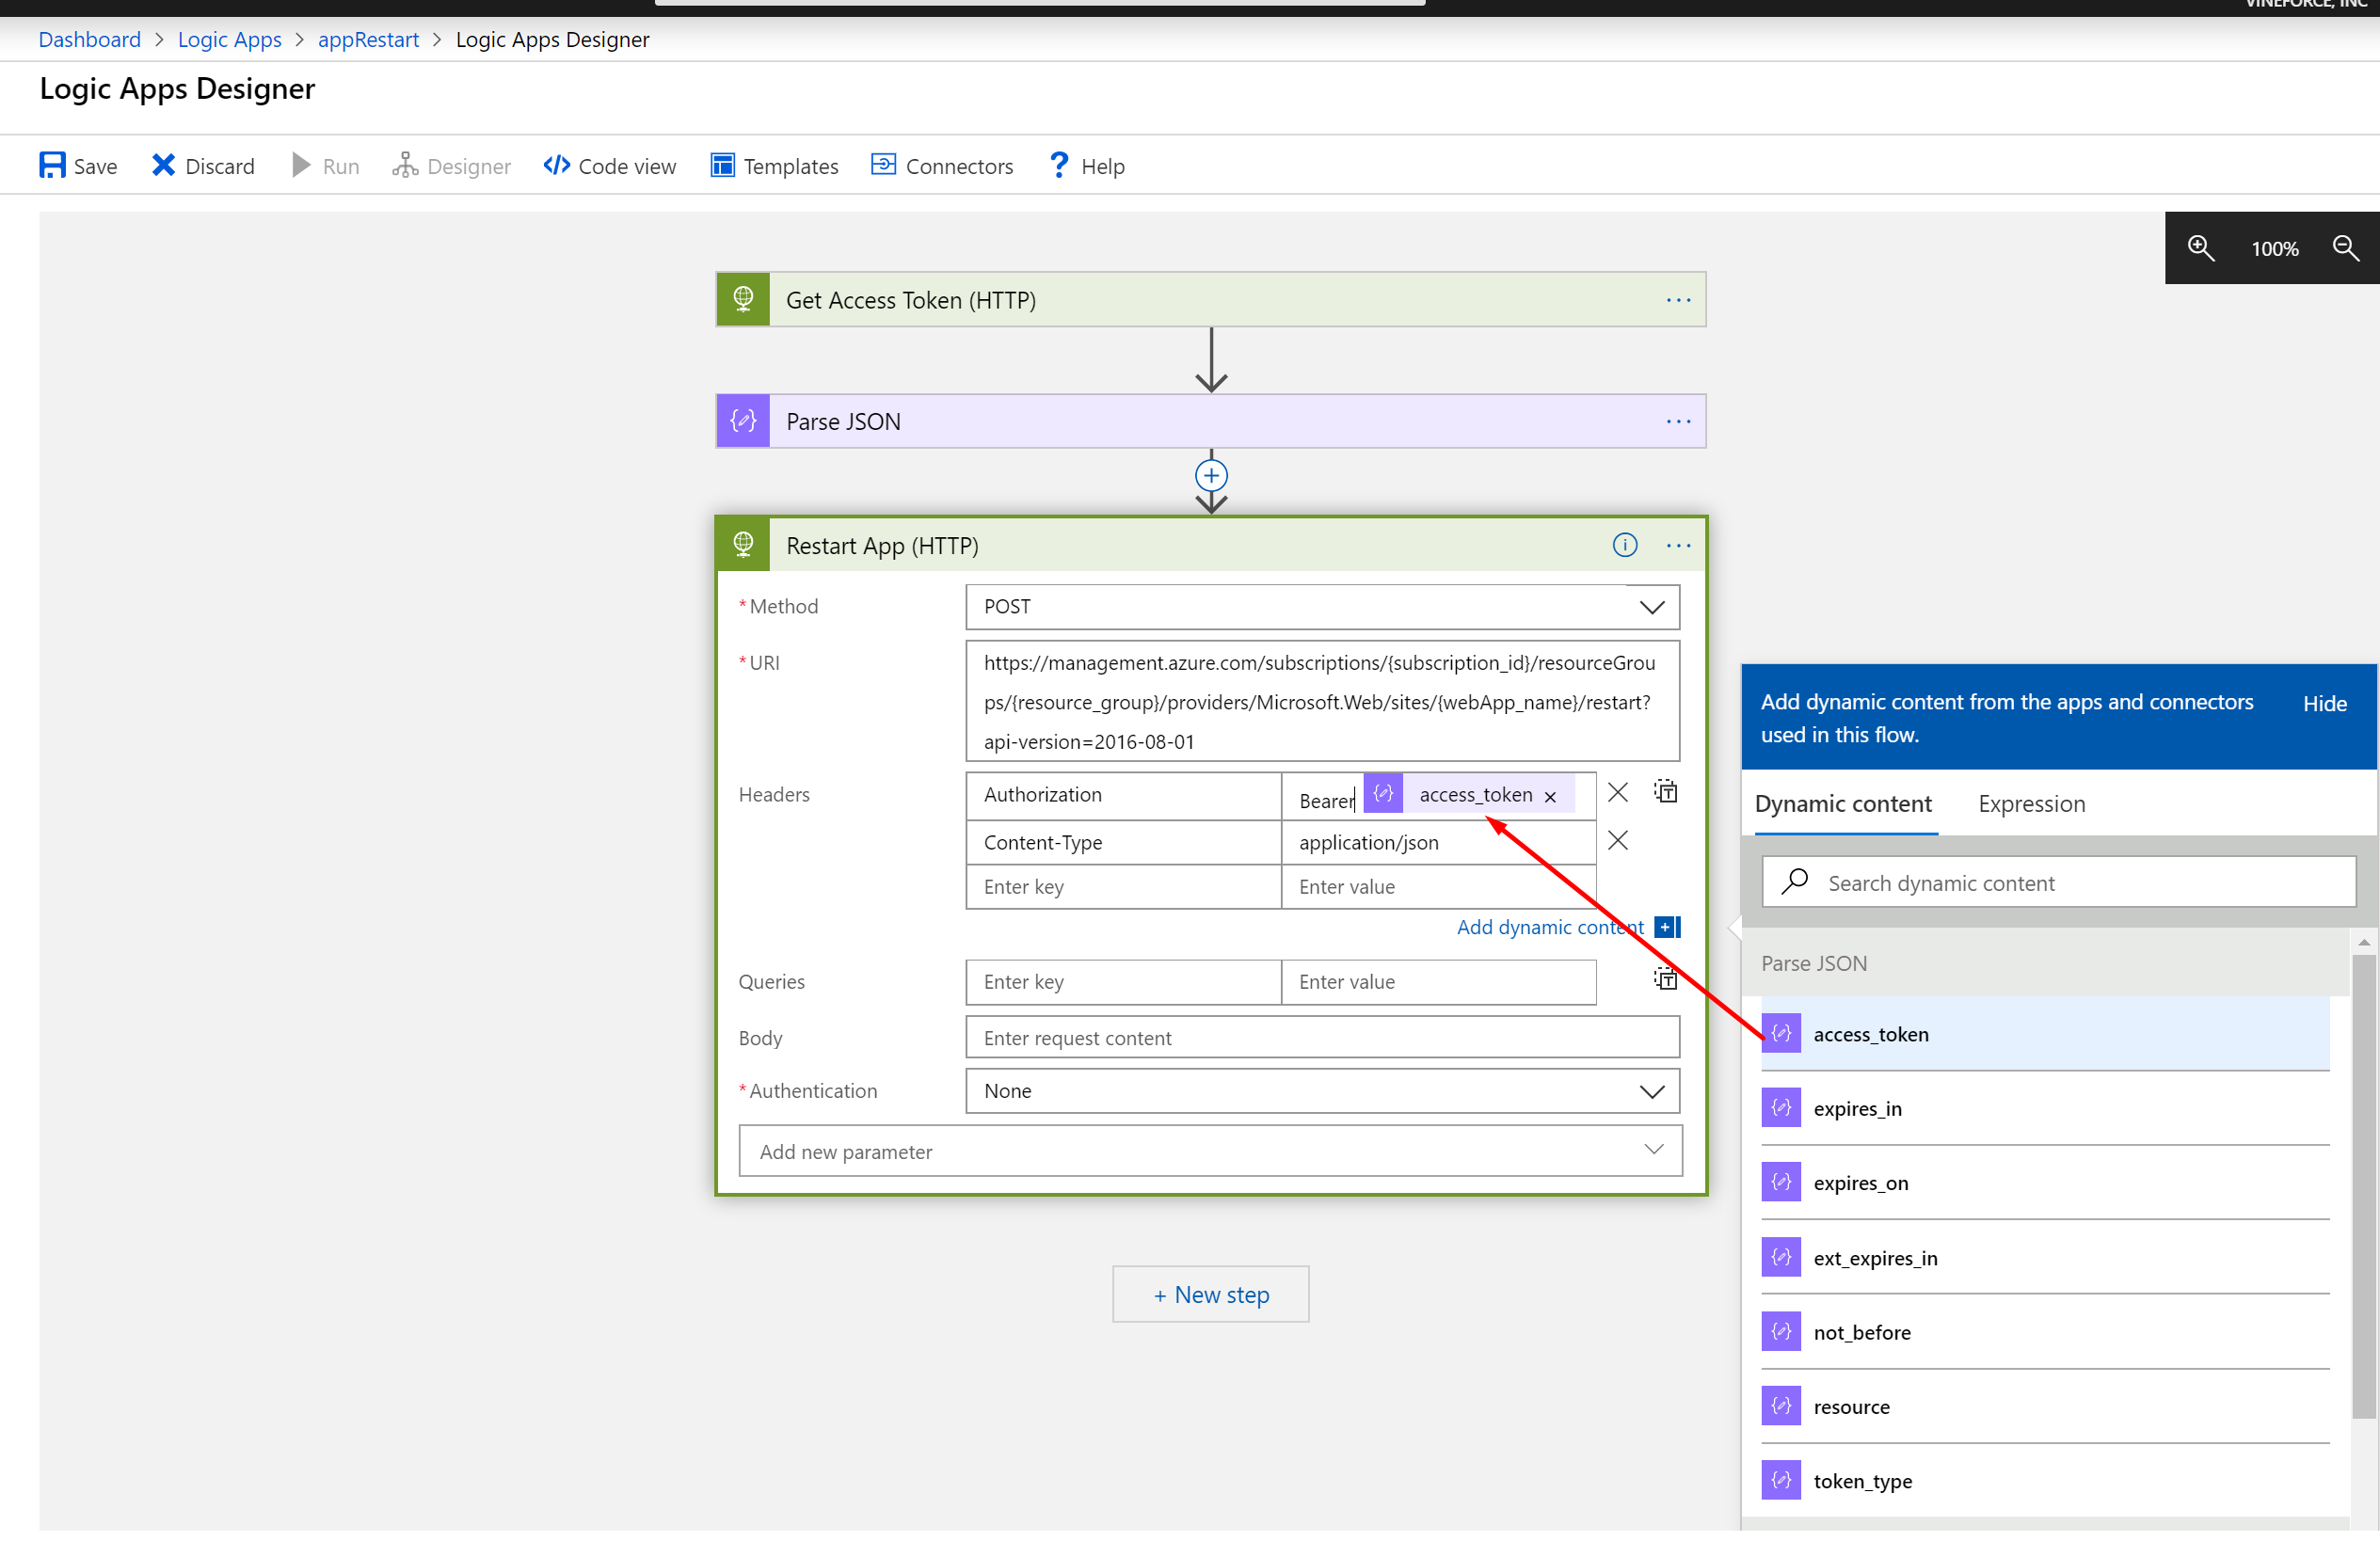 VINEFORCE, INC
Dashboard > Logic Apps > appRestart > Logic Apps Designer
Logic Apps Designer
Save Discard Run Designer Code view Templates Connectors Help
100%
Get Access Token (HTTP)
Parse JSON
Restart App (HTTP)
* Method POST
* URI https://management.azure.com/subscriptions/{subscription_id}/resourceGrou
ps/{resource_group}/providers/Microsoft.Web/sites/{webApp_name}/restart?
api-version=2016-08-01
Headers Authorization Bearer access_token ×
Content-Type application/json
Enter key Enter value
Add dynamic content
Queries Enter key Enter value
Body Enter request content
* Authentication None
Add new parameter
+ New step
Add dynamic content from the apps and connectors
used in this flow.
Hide
Dynamic content Expression
Search dynamic content
Parse JSON
access_token
expires_in
expires_on
ext_expires_in
not_before
resource
token_type